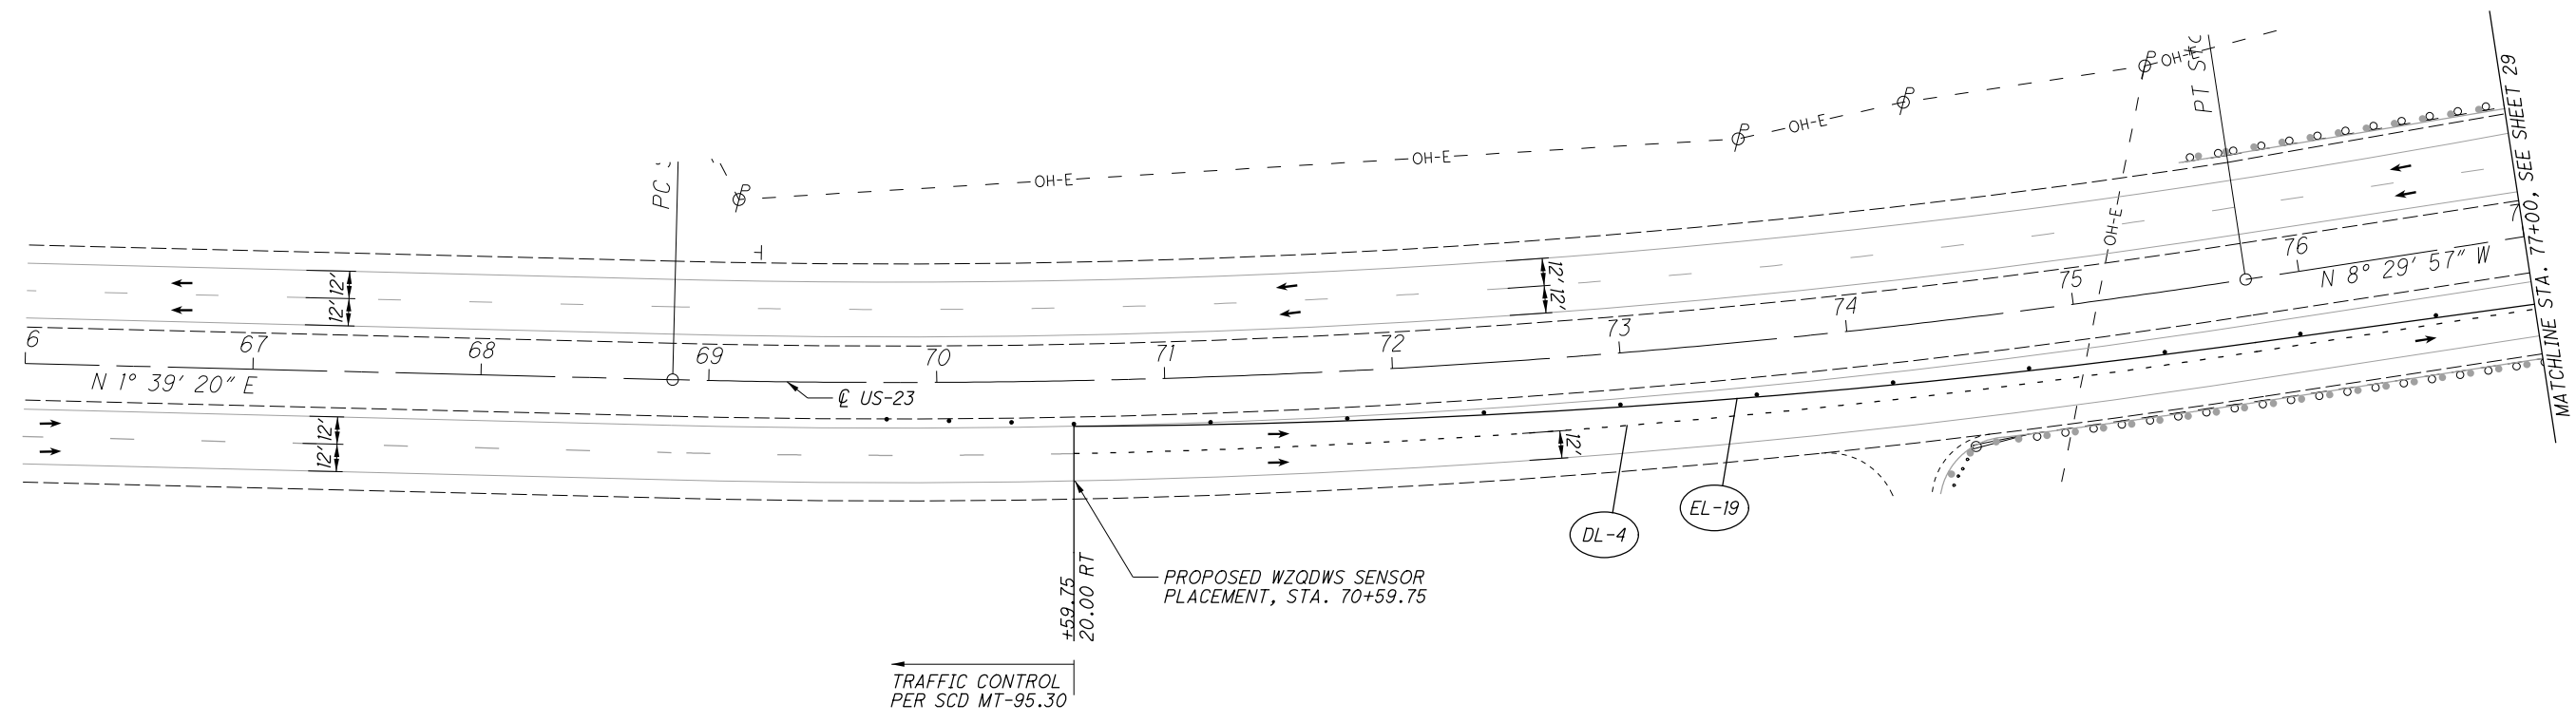 PC
PT STA
OH-E
OH-E
OH-E
OH-E
OH-E
MATCHLINE STA. 77+00, SEE SHEET 29
12'
12'
12'
12'
6
67
68
69
70
71
72
73
74
75
76
7
N 1° 39' 20" E
℄ US-23
N 8° 29' 57" W
12'
12'
12'
DL-4
EL-19
+59.75
20.00 RT
PROPOSED WZQDWS SENSOR
PLACEMENT, STA. 70+59.75
TRAFFIC CONTROL
PER SCD MT-95.30